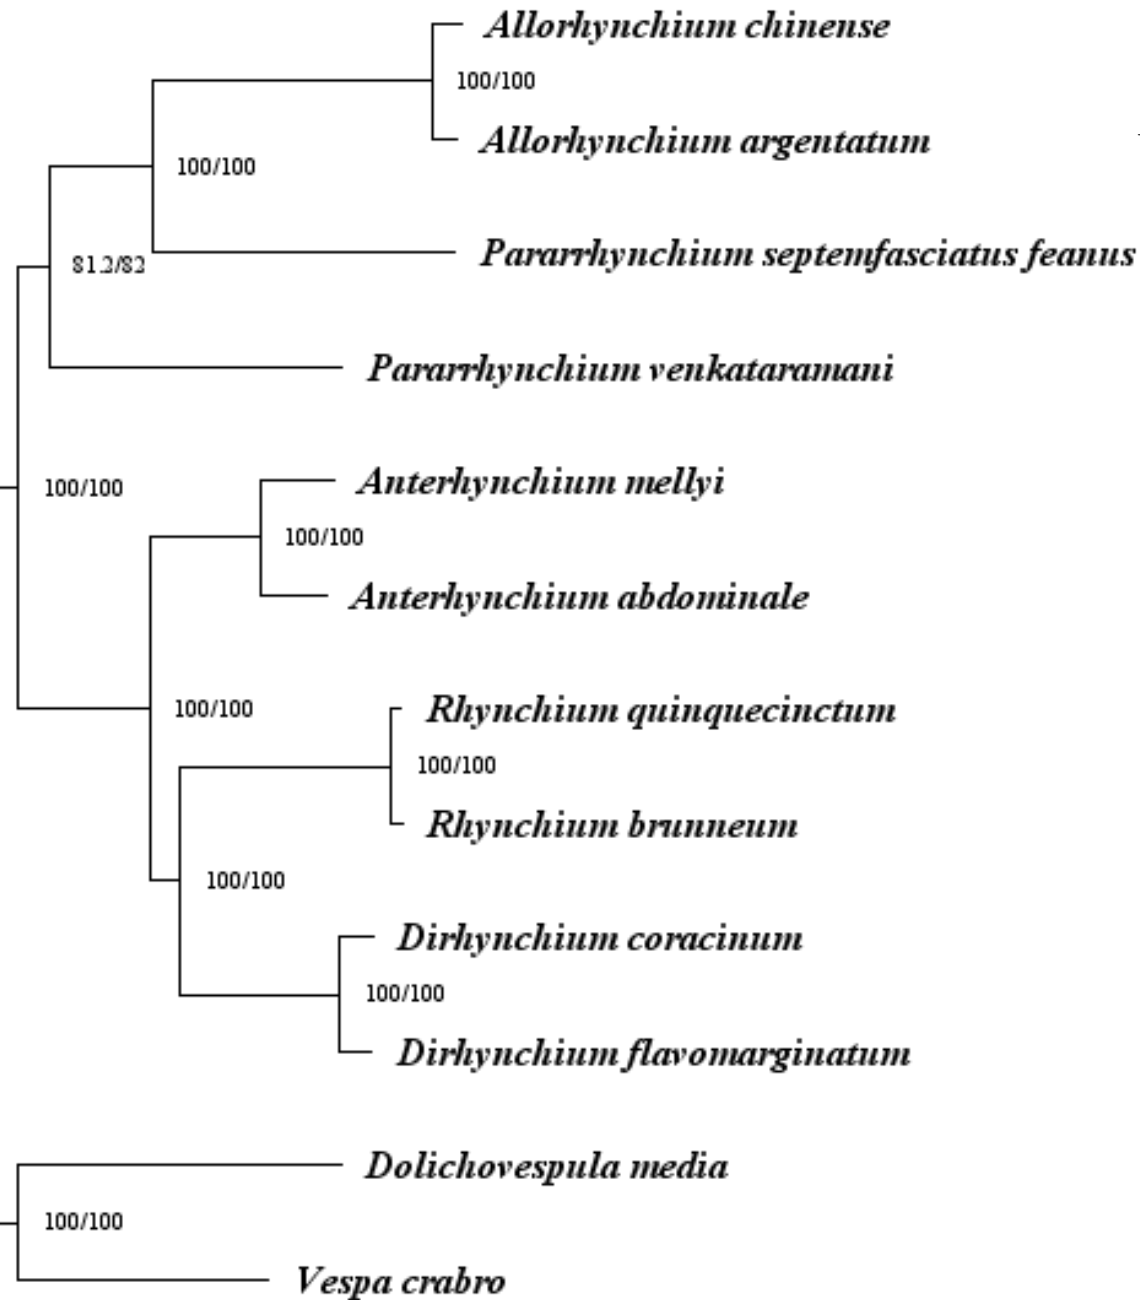 Allorhynchium chinense
100/100
Allorhynchium argentatum
100/100
Pararrhynchium septemfasciatus feanus
81.2/82
Pararrhynchium venkataramani
Anterhynchium mellyi
100/100
100/100
Anterhynchium abdominale
Rhynchium quinquecinctum
100/100
100/100
Rhynchium brunneum
100/100
Dirhynchium coracinum
100/100
Dirhynchium flavomarginatum
Dolichovespula media
100/100
Vespa crabro